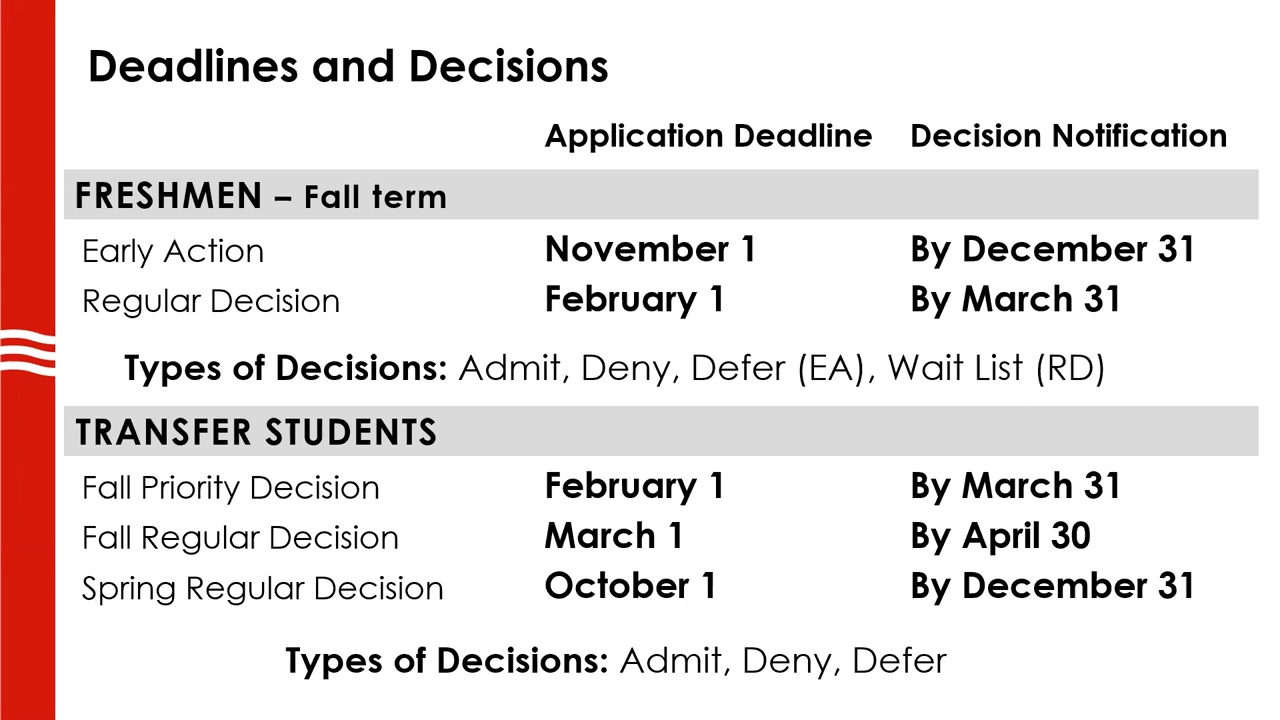 Deadlines and Decisions
Application Deadline Decision Notification
FRESHMEN – Fall term
Early Action November 1 By December 31
Regular Decision February 1 By March 31
Types of Decisions: Admit, Deny, Defer (EA), Wait List (RD)
TRANSFER STUDENTS
Fall Priority Decision February 1 By March 31
Fall Regular Decision March 1 By April 30
Spring Regular Decision October 1 By December 31
Types of Decisions: Admit, Deny, Defer